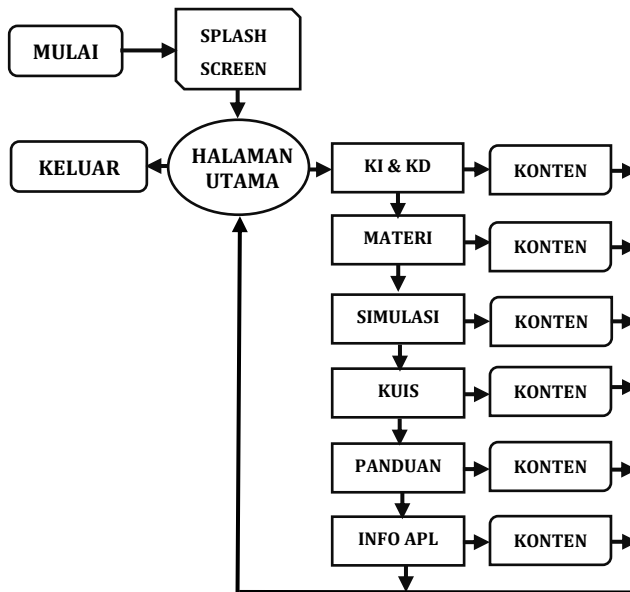 MULAI
SPLASH
SCREEN
KELUAR
HALAMAN
UTAMA
KI & KD
KONTEN
MATERI
KONTEN
SIMULASI
KONTEN
KUIS
KONTEN
PANDUAN
KONTEN
INFO APL
KONTEN